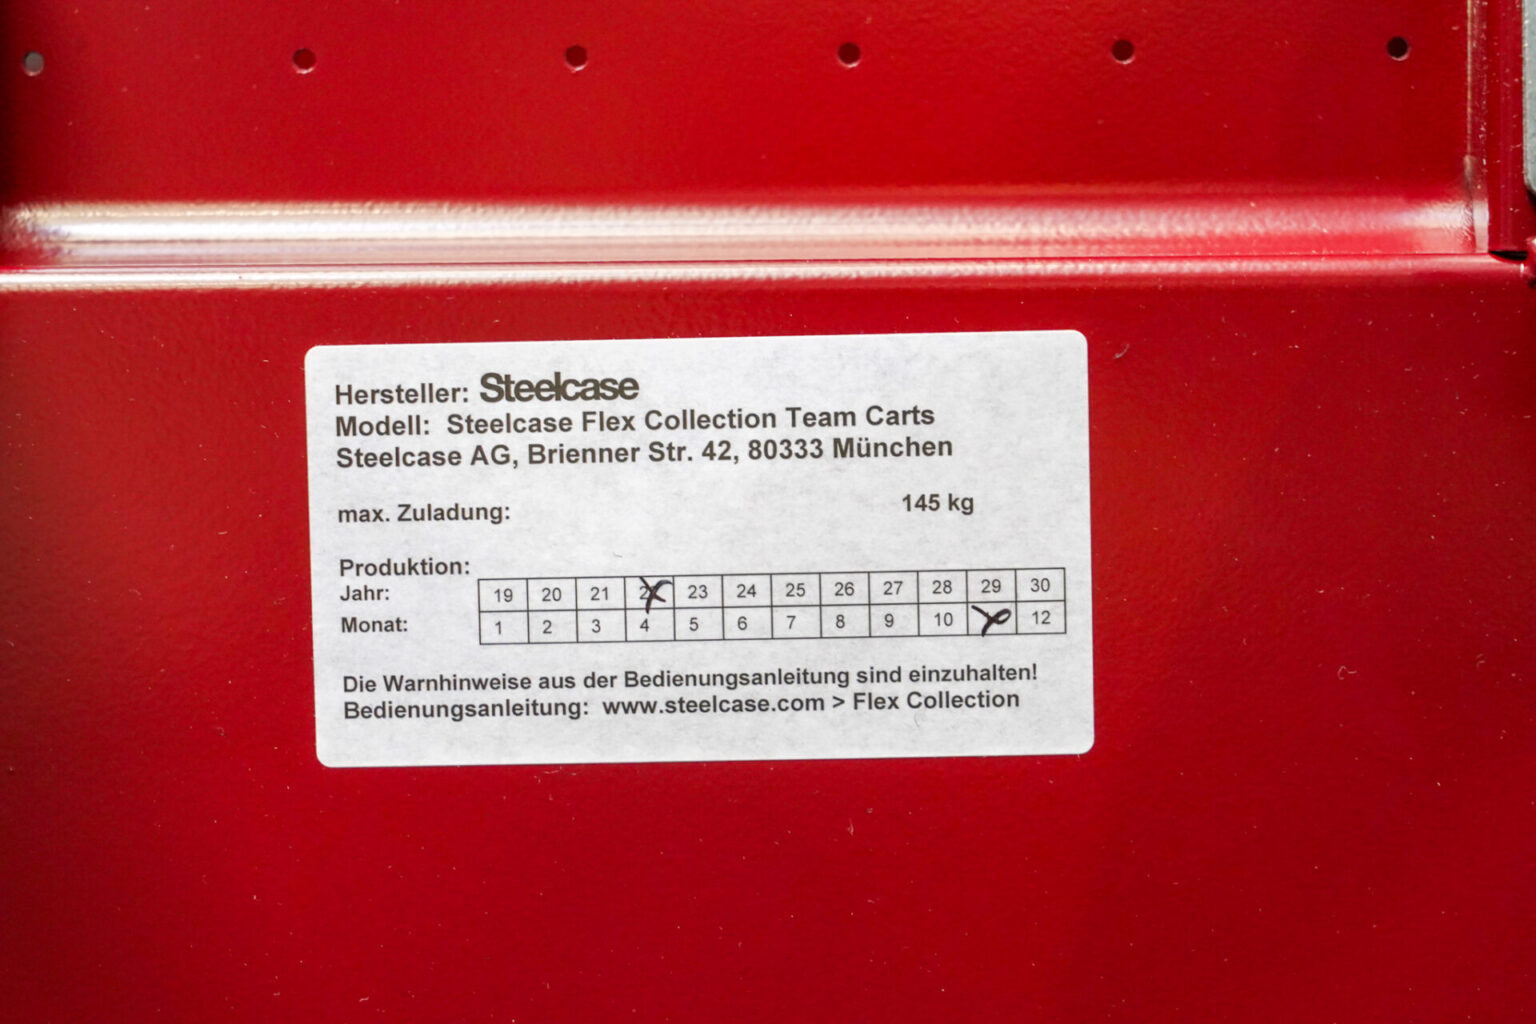 Hersteller: Steelcase
Modell: Steelcase Flex Collection Team Carts
Steelcase AG, Brienner Str. 42, 80333 München
max. Zuladung: 145 kg
Produktion:
Jahr: 19 20 21 23 24 25 26 27 28 29 30
Monat: 1 2 3 4 5 6 7 8 9 10 12
Die Warnhinweise aus der Bedienungsanleitung sind einzuhalten!
Bedienungsanleitung: www.steelcase.com > Flex Collection